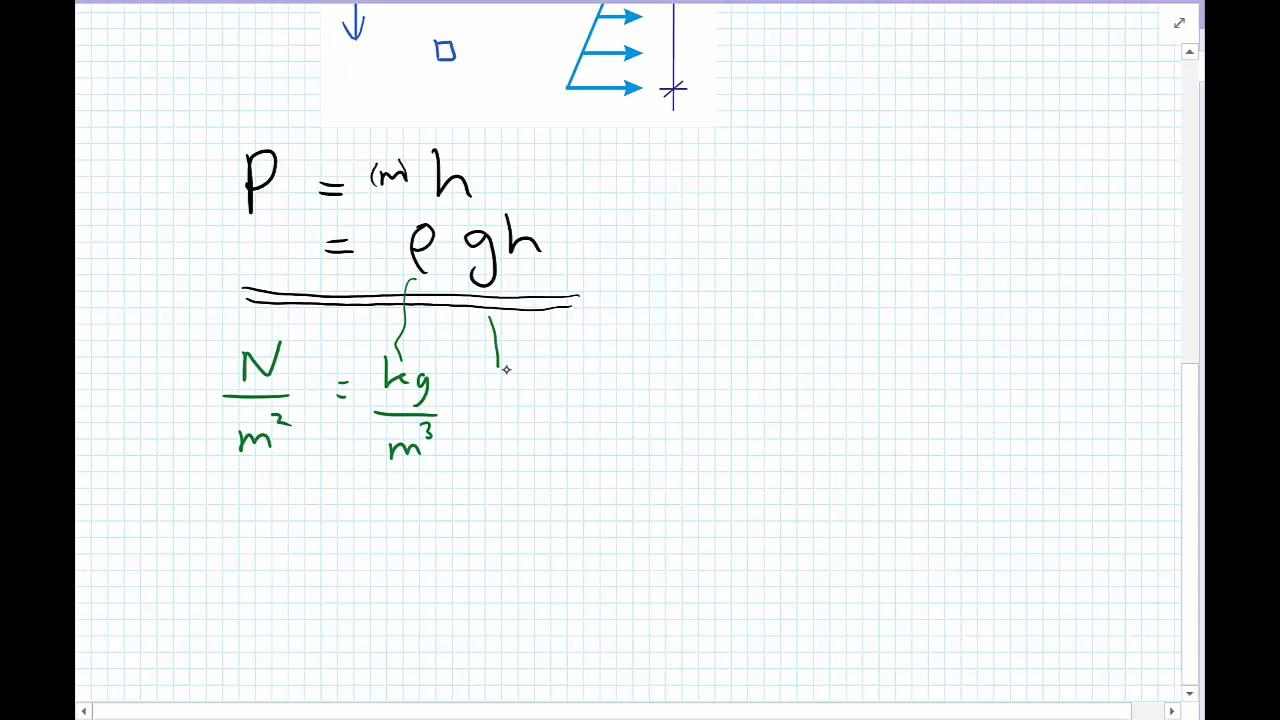 P = (m) h
= ρ g h
N/m² = kg/m³